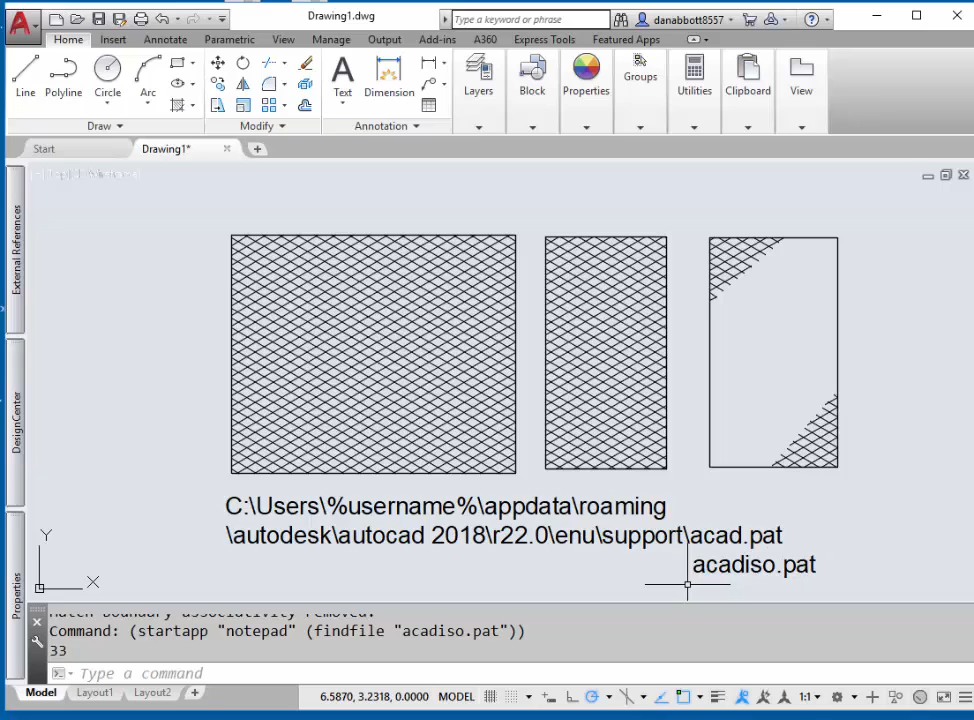 Drawing1.dwg
Type a keyword or phrase
danabbott8557
Home Insert Annotate Parametric View Manage Output Add-ins A360 Express Tools Featured Apps
Line Polyline Circle Arc Text Dimension Layers Block Properties Groups Utilities Clipboard View
Draw Modify Annotation
Start Drawing1*
External References
DesignCenter
Properties
C:\Users\%username%\appdata\roaming
\autodesk\autocad 2018\r22.0\enu\support\acad.pat
acadiso.pat
Y
X
Command: (startapp "notepad" (findfile "acadiso.pat"))
33
Type a command
Model Layout1 Layout2 +
6.5870, 3.2318, 0.0000 MODEL 1:1